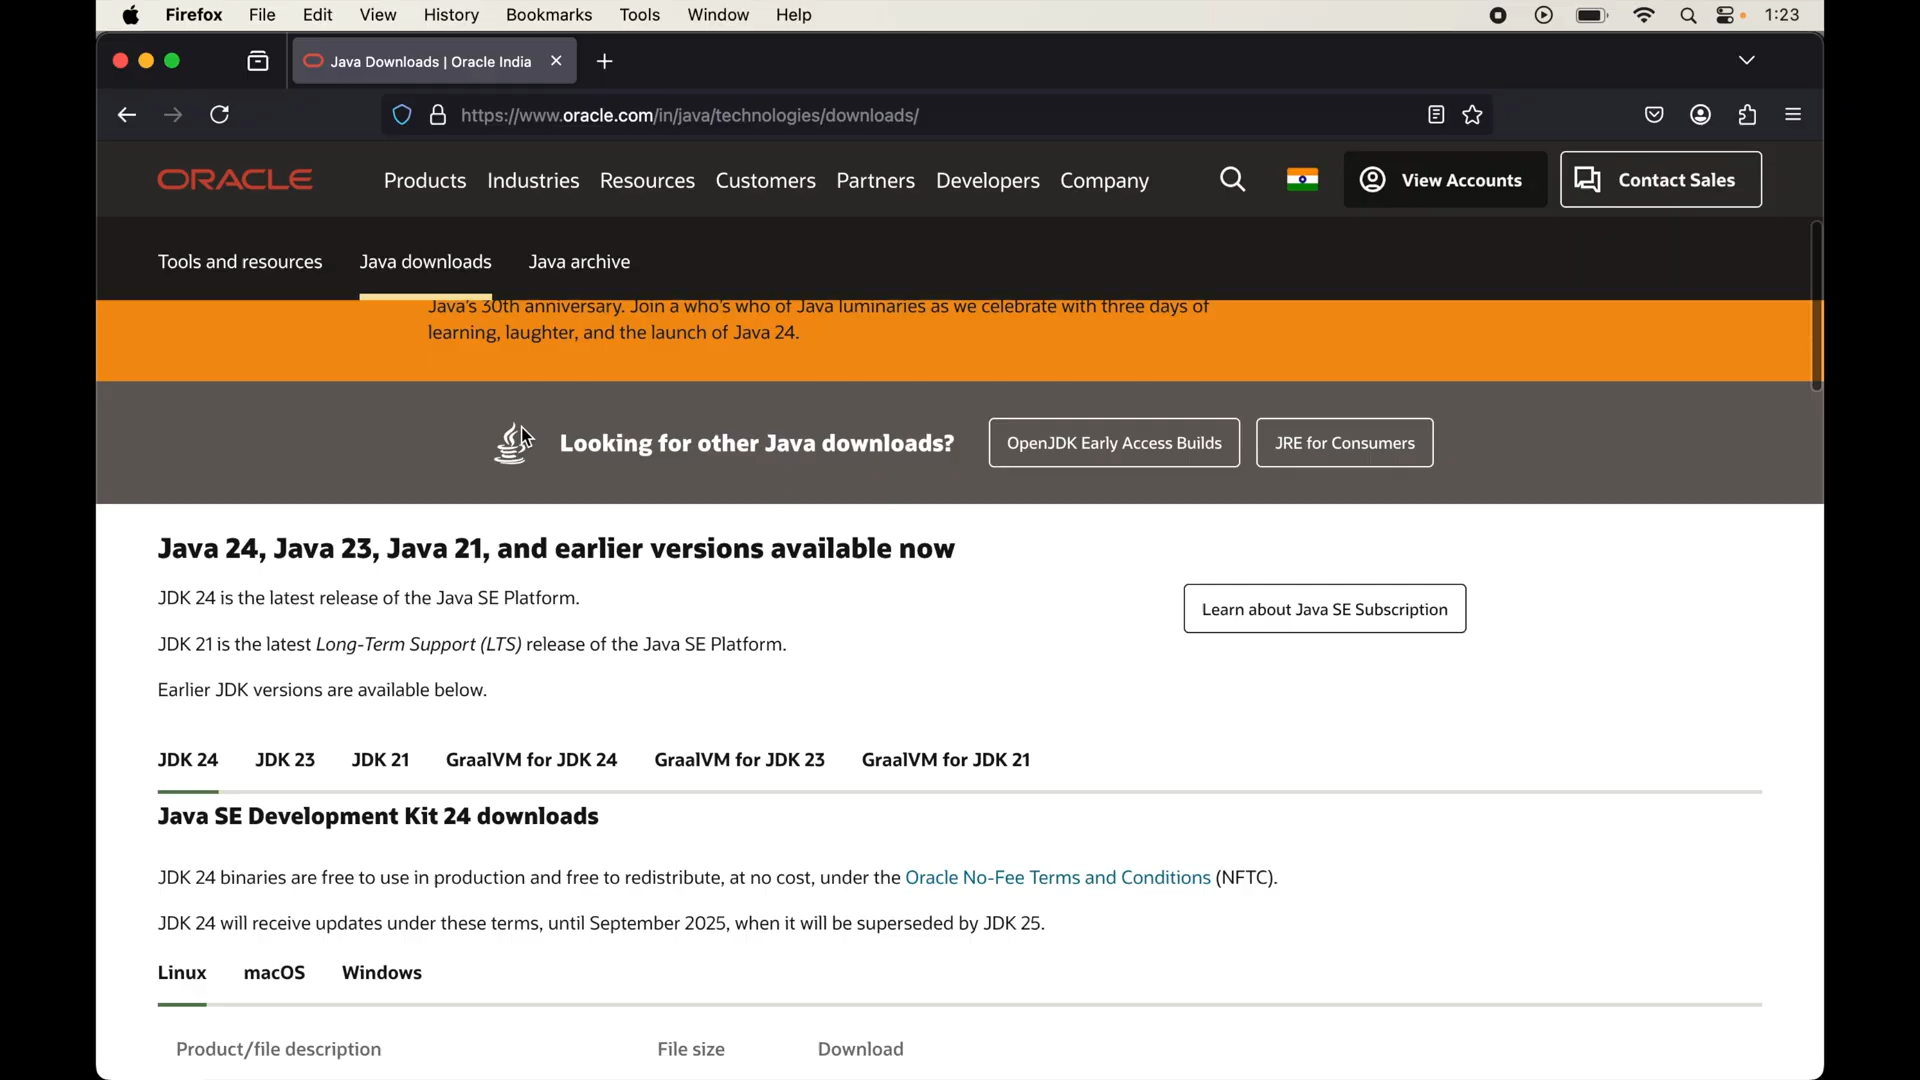 Firefox File Edit View History Bookmarks Tools Window Help 1:23
Java Downloads | Oracle India
https://www.oracle.com/in/java/technologies/downloads/
ORACLE Products Industries Resources Customers Partners Developers Company View Accounts Contact Sales
Tools and resources Java downloads Java archive
Java's 30th anniversary. Join a who's who of Java luminaries as we celebrate with three days of
learning, laughter, and the launch of Java 24.
Looking for other Java downloads? OpenJDK Early Access Builds JRE for Consumers
Java 24, Java 23, Java 21, and earlier versions available now
JDK 24 is the latest release of the Java SE Platform.
Learn about Java SE Subscription
JDK 21 is the latest Long-Term Support (LTS) release of the Java SE Platform.
Earlier JDK versions are available below.
JDK 24 JDK 23 JDK 21 GraalVM for JDK 24 GraalVM for JDK 23 GraalVM for JDK 21
Java SE Development Kit 24 downloads
JDK 24 binaries are free to use in production and free to redistribute, at no cost, under the Oracle No-Fee Terms and Conditions (NFTC).
JDK 24 will receive updates under these terms, until September 2025, when it will be superseded by JDK 25.
Linux macOS Windows
Product/file description File size Download